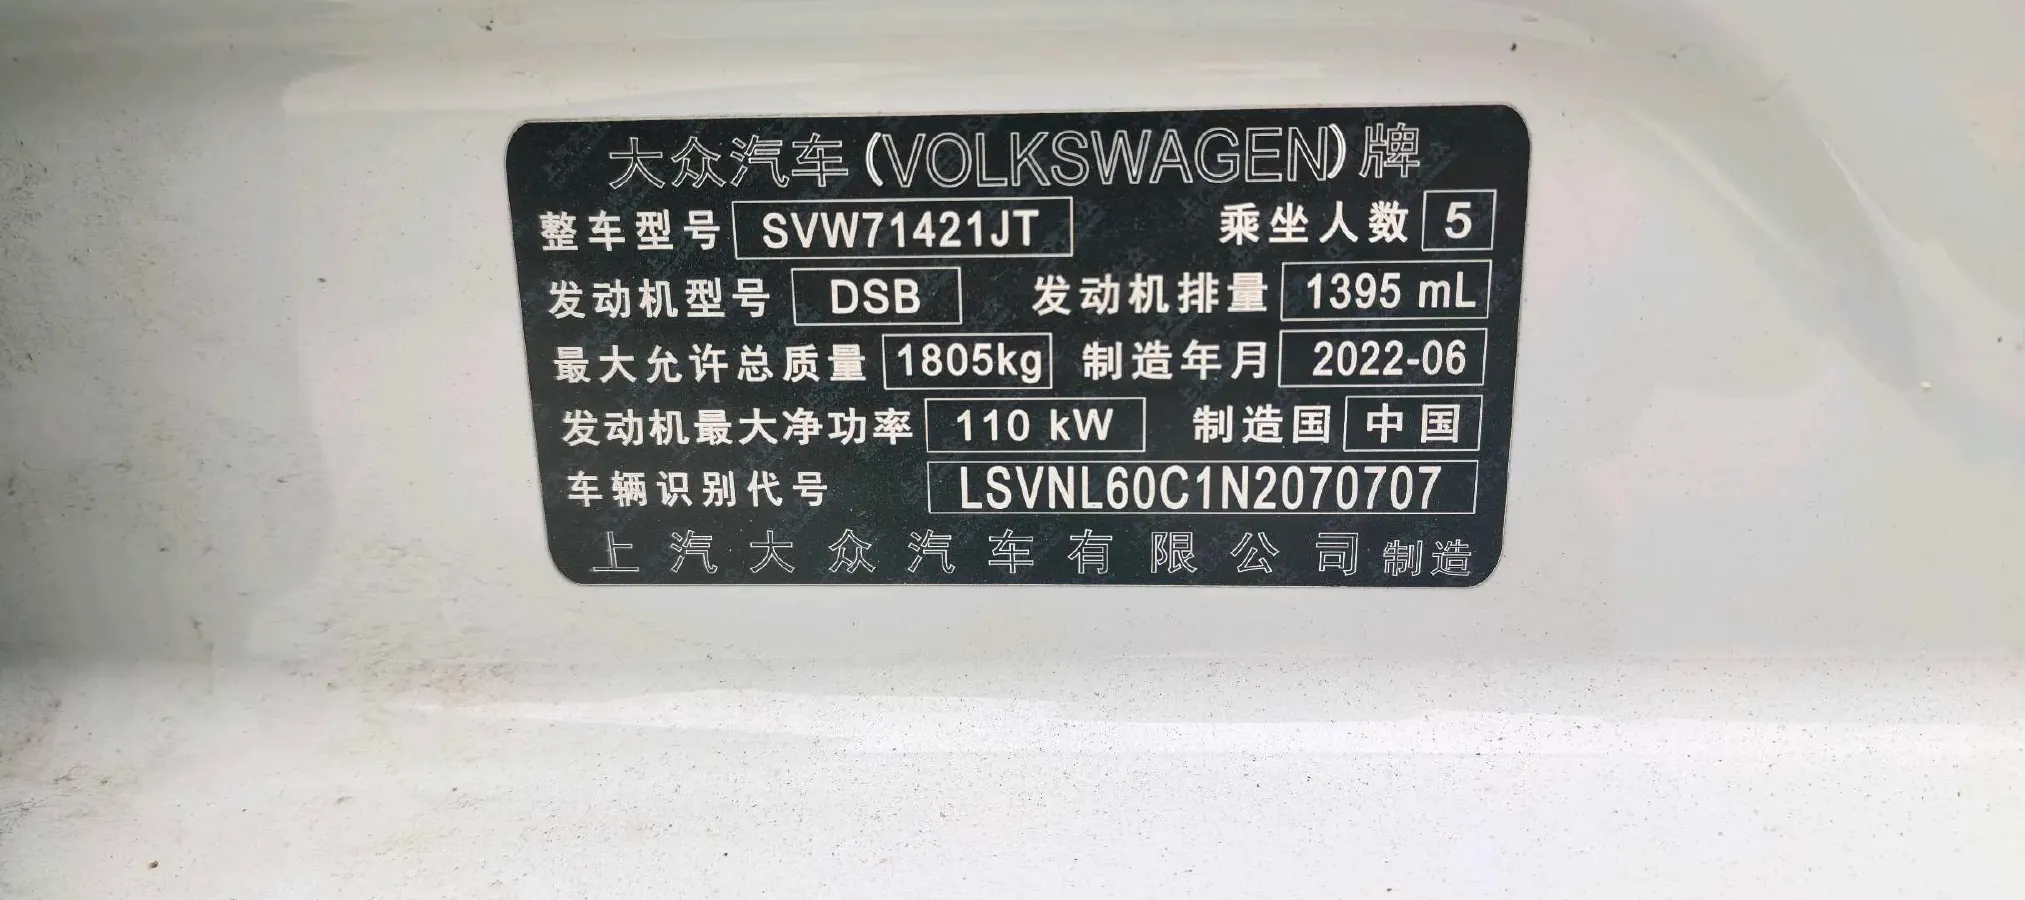 大众汽车(VOLKSWAGEN)牌
整车型号 SVW71421JT 乘坐人数 5
发动机型号 DSB 发动机排量 1395 mL
最大允许总质量 1805kg 制造年月 2022-06
发动机最大净功率 110 kW 制造国 中国
车辆识别代号 LSVNL60C1N2070707
上汽大众汽车有限公司制造